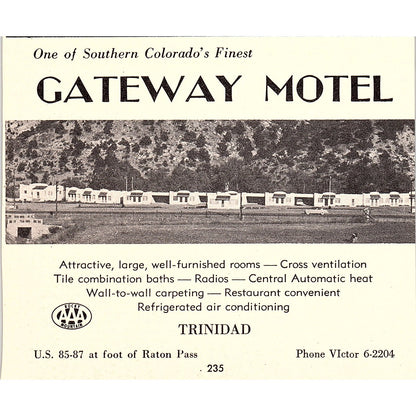 One of Southern Colorado's Finest
GATEWAY MOTEL
Attractive, large, well-furnished rooms — Cross ventilation
Tile combination baths — Radios — Central Automatic heat
Wall-to-wall carpeting — Restaurant convenient
Refrigerated air conditioning
ROCKY
AAA
MOUNTAIN
TRINIDAD
U.S. 85-87 at foot of Raton Pass
Phone VIctor 6-2204
235